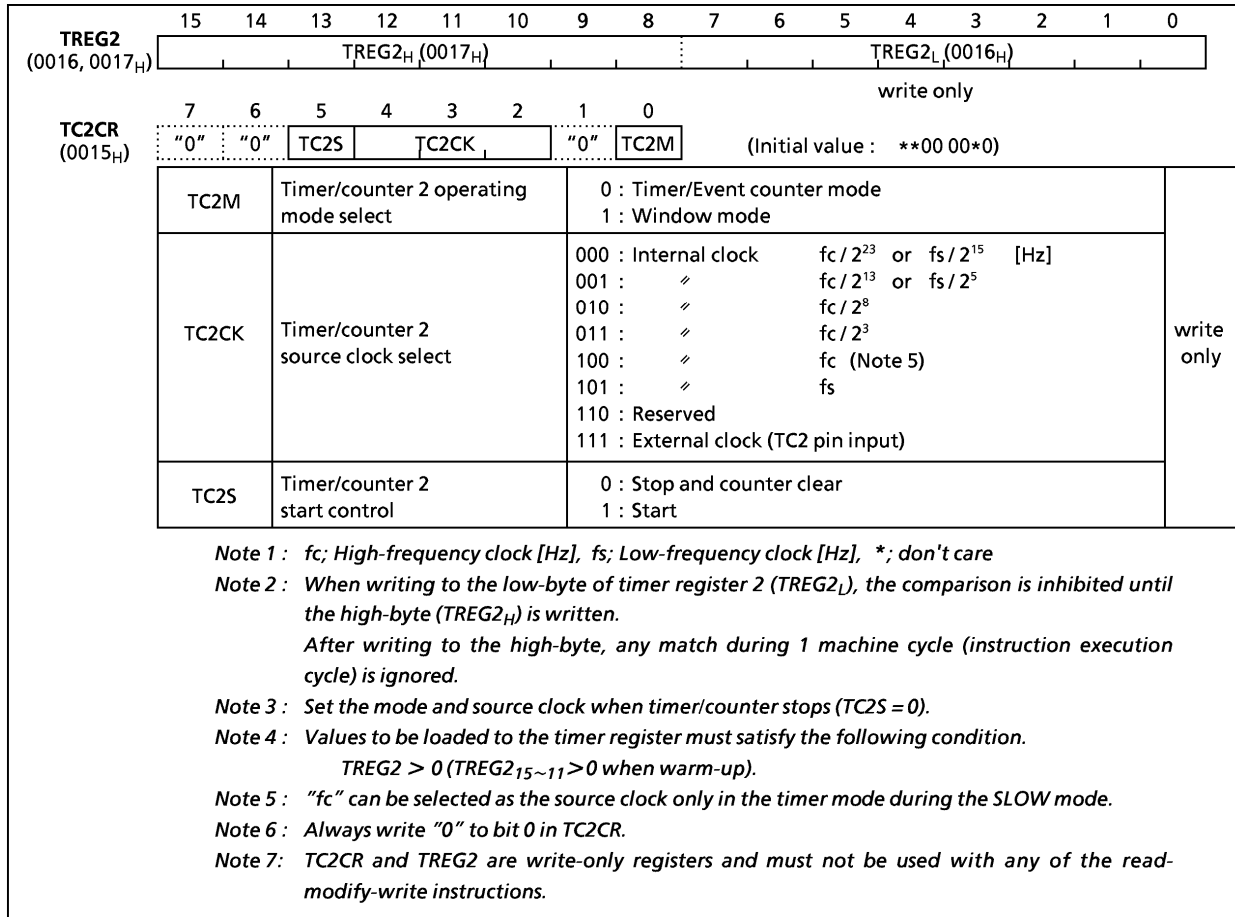 15 14 13 12 11 10 9 8 7 6 5 4 3 2 1 0
TREG2
(0016, 0017H)
TREG2H (0017H) TREG2L (0016H)
write only
7 6 5 4 3 2 1 0
TC2CR
(0015H)
"0" "0" TC2S TC2CK "0" TC2M (Initial value : **00 00*0)
TC2M Timer/counter 2 operating
mode select
0 : Timer/Event counter mode
1 : Window mode
TC2CK Timer/counter 2
source clock select
000 : Internal clock fc / 2²³ or fs / 2¹⁵ [Hz]
001 : 〃 fc / 2¹³ or fs / 2⁵
010 : 〃 fc / 2⁸
011 : 〃 fc / 2³
100 : 〃 fc (Note 5)
101 : 〃 fs
110 : Reserved
111 : External clock (TC2 pin input)
write
only
TC2S Timer/counter 2
start control
0 : Stop and counter clear
1 : Start
Note 1 : fc; High-frequency clock [Hz], fs; Low-frequency clock [Hz], *; don't care
Note 2 : When writing to the low-byte of timer register 2 (TREG2L), the comparison is inhibited until
the high-byte (TREG2H) is written.
After writing to the high-byte, any match during 1 machine cycle (instruction execution
cycle) is ignored.
Note 3 : Set the mode and source clock when timer/counter stops (TC2S = 0).
Note 4 : Values to be loaded to the timer register must satisfy the following condition.
TREG2 > 0 (TREG215~11 > 0 when warm-up).
Note 5 : "fc" can be selected as the source clock only in the timer mode during the SLOW mode.
Note 6 : Always write "0" to bit 0 in TC2CR.
Note 7: TC2CR and TREG2 are write-only registers and must not be used with any of the read-
modify-write instructions.